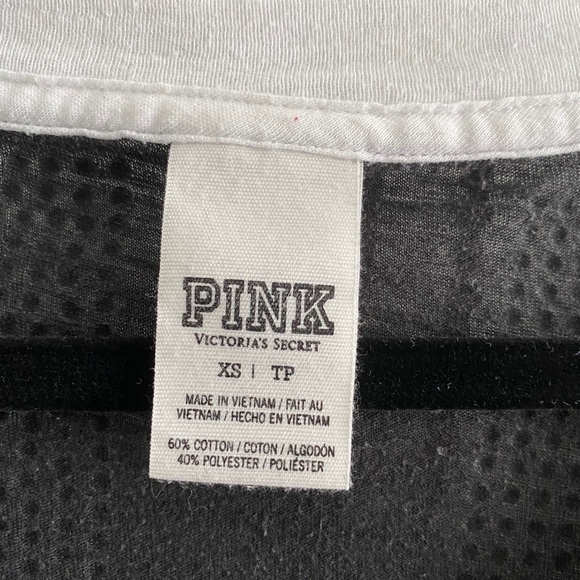 PINK
VICTORIA'S SECRET
XS | TP
MADE IN VIETNAM / FAIT AU
VIETNAM / HECHO EN VIETNAM
60% COTTON / COTON / ALGODÓN
40% POLYESTER / POLIÉSTER